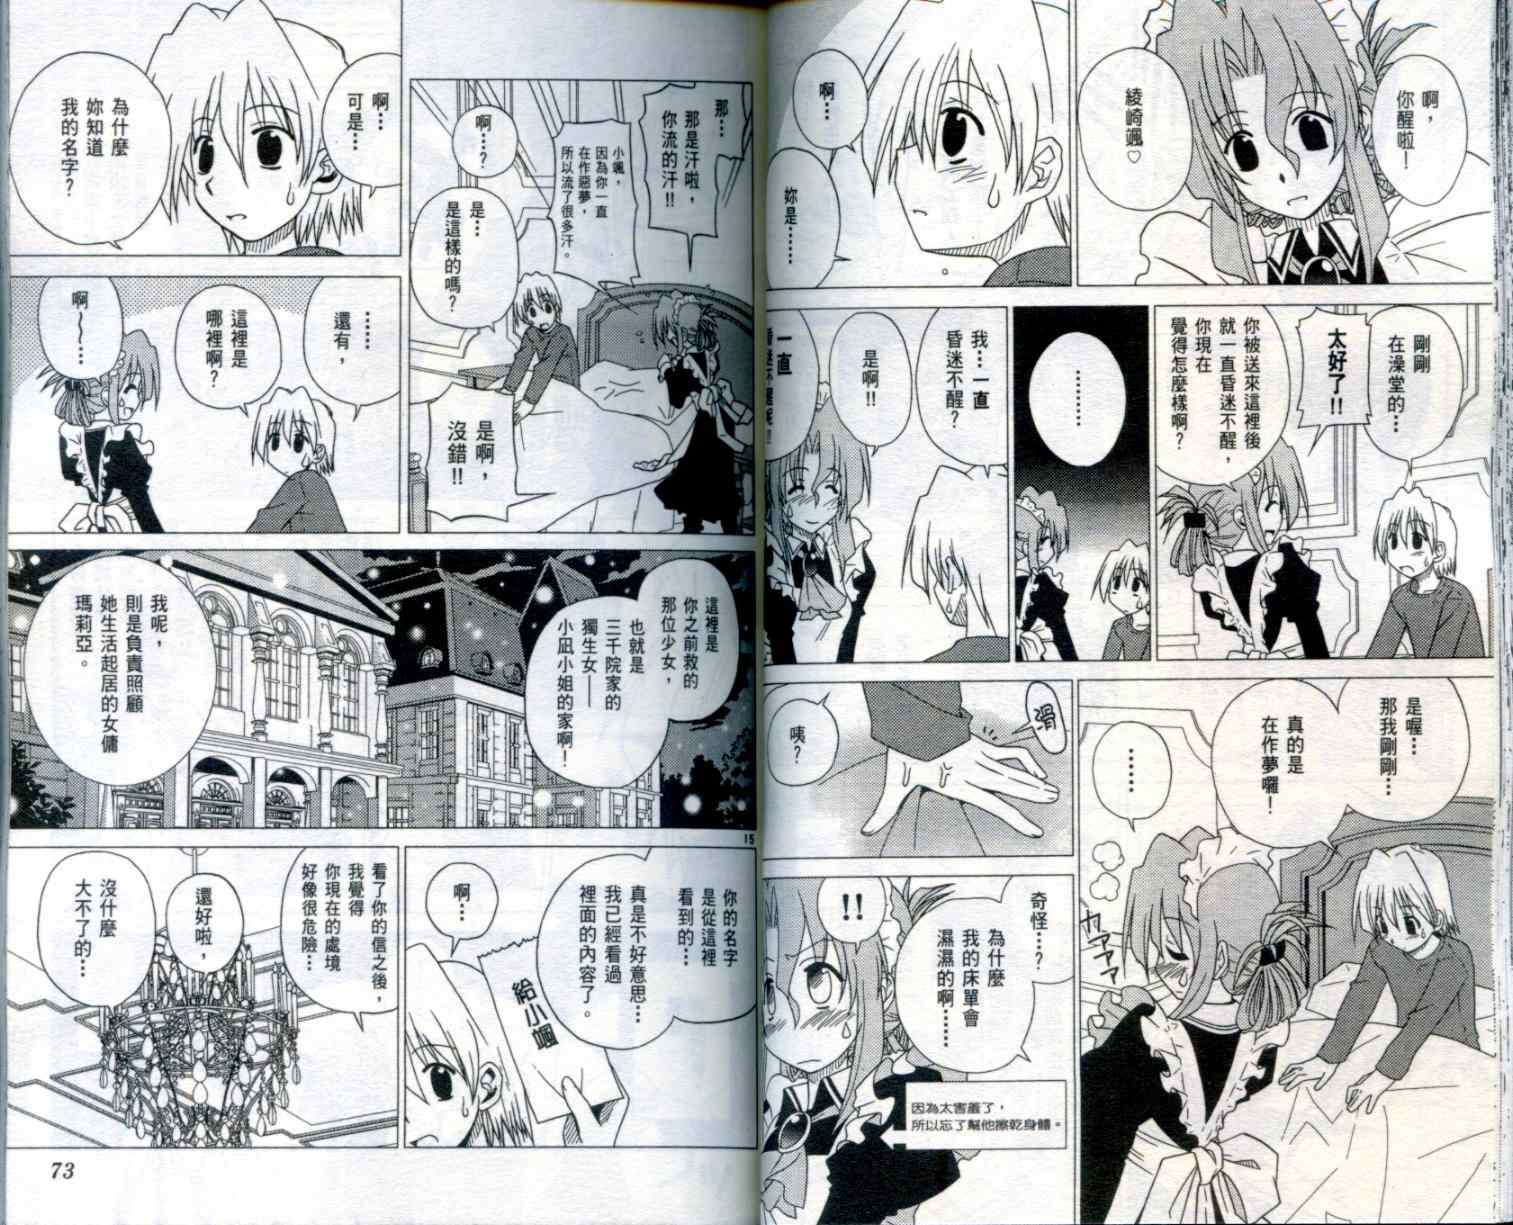 啊，
你醒啦！
綾崎颯♡
啊…
妳是……
剛剛
在澡堂的…
太好了!!
你被送來這裡後
就一直昏迷不醒，
你現在
覺得怎麼樣啊？
………
我…一直
昏迷不醒？
是啊!!
一直
昏迷不醒呢!!
是喔…
那我剛剛…
真的是
在作夢囉！
……
カァァァ
滑
咦？
奇怪…？
為什麼
我的床單會
濕濕的啊……
!!
因為太害羞了，
所以忘了幫他擦乾身體。
那…
那是汗啦，
你流的汗!!
小颯，
因為你一直
在作惡夢，
所以流了很多汗。
啊…？
是…
是這樣的嗎？
是啊，
沒錯!!
啊…
可是…
為什麼
妳知道
我的名字？
……
還有，
這裡是
哪裡啊？
啊～…
這裡是
你之前救的
那位少女，
也就是
三千院家的
獨生女──
小凪小姐的家啊！
我呢，
則是負責照顧
她生活起居的女傭
瑪莉亞。
15
你的名字
是從這裡
看到的…
真是不好意思…
我已經看過
裡面的內容了。
啊…
給小颯
看了你的信之後，
我覺得
你現在的處境
好像很危險…
還好啦，
沒什麼
大不了的…
73